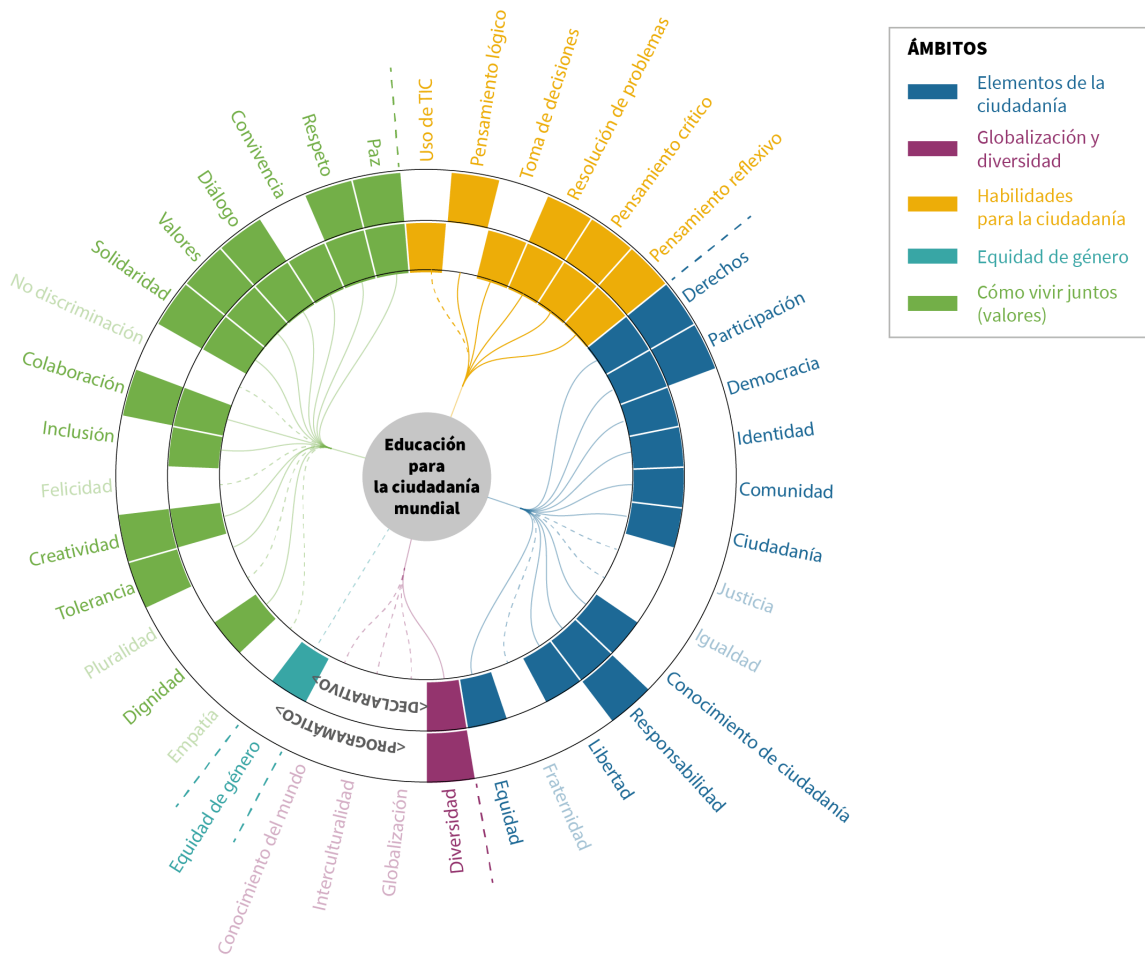 ÁMBITOS
Elementos de la
ciudadanía
Globalización y
diversidad
Habilidades
para la ciudadanía
Equidad de género
Cómo vivir juntos
(valores)
Uso de TIC
Pensamiento lógico
Toma de decisiones
Resolución de problemas
Pensamiento crítico
Pensamiento reflexivo
Derechos
Participación
Democracia
Identidad
Comunidad
Ciudadanía
Justicia
Igualdad
Conocimiento de ciudadanía
Responsabilidad
Libertad
Fraternidad
Equidad
Diversidad
Globalización
Interculturalidad
Conocimiento del mundo
Equidad de género
Empatía
Dignidad
Pluralidad
Tolerancia
Creatividad
Felicidad
Inclusión
Colaboración
No discriminación
Solidaridad
Valores
Diálogo
Convivencia
Respeto
Paz
Educación
para
la ciudadanía
mundial
<DECLARATIVO>
<PROGRAMÁTICO>